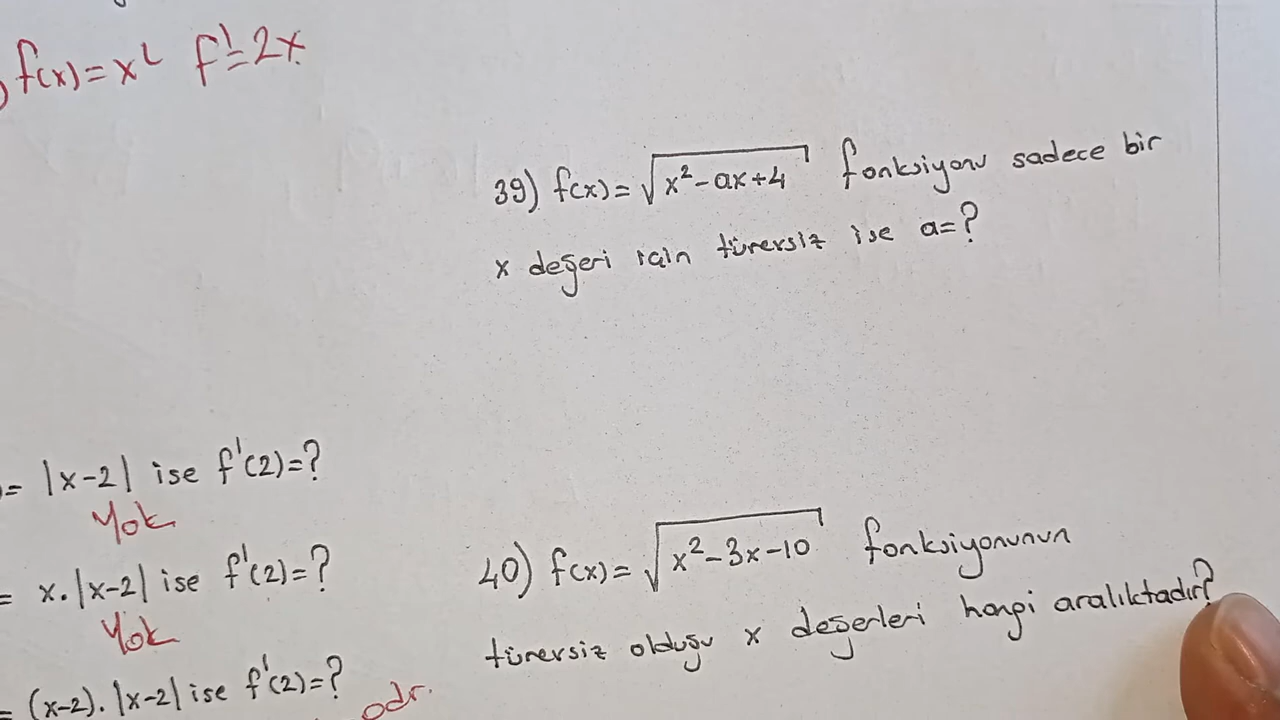 f(x)=x² f'=2x
39) f(x)=√(x²-ax+4) fonksiyonu sadece bir
x değeri için türevsiz ise a=?
= |x-2| ise f'(2)=?
Yok
= x.|x-2| ise f'(2)=?
Yok
= (x-2).|x-2| ise f'(2)=?
odr.
40) f(x)=√(x²-3x-10) fonksiyonunun
türevsiz olduğu x değerleri hangi aralıktadır?